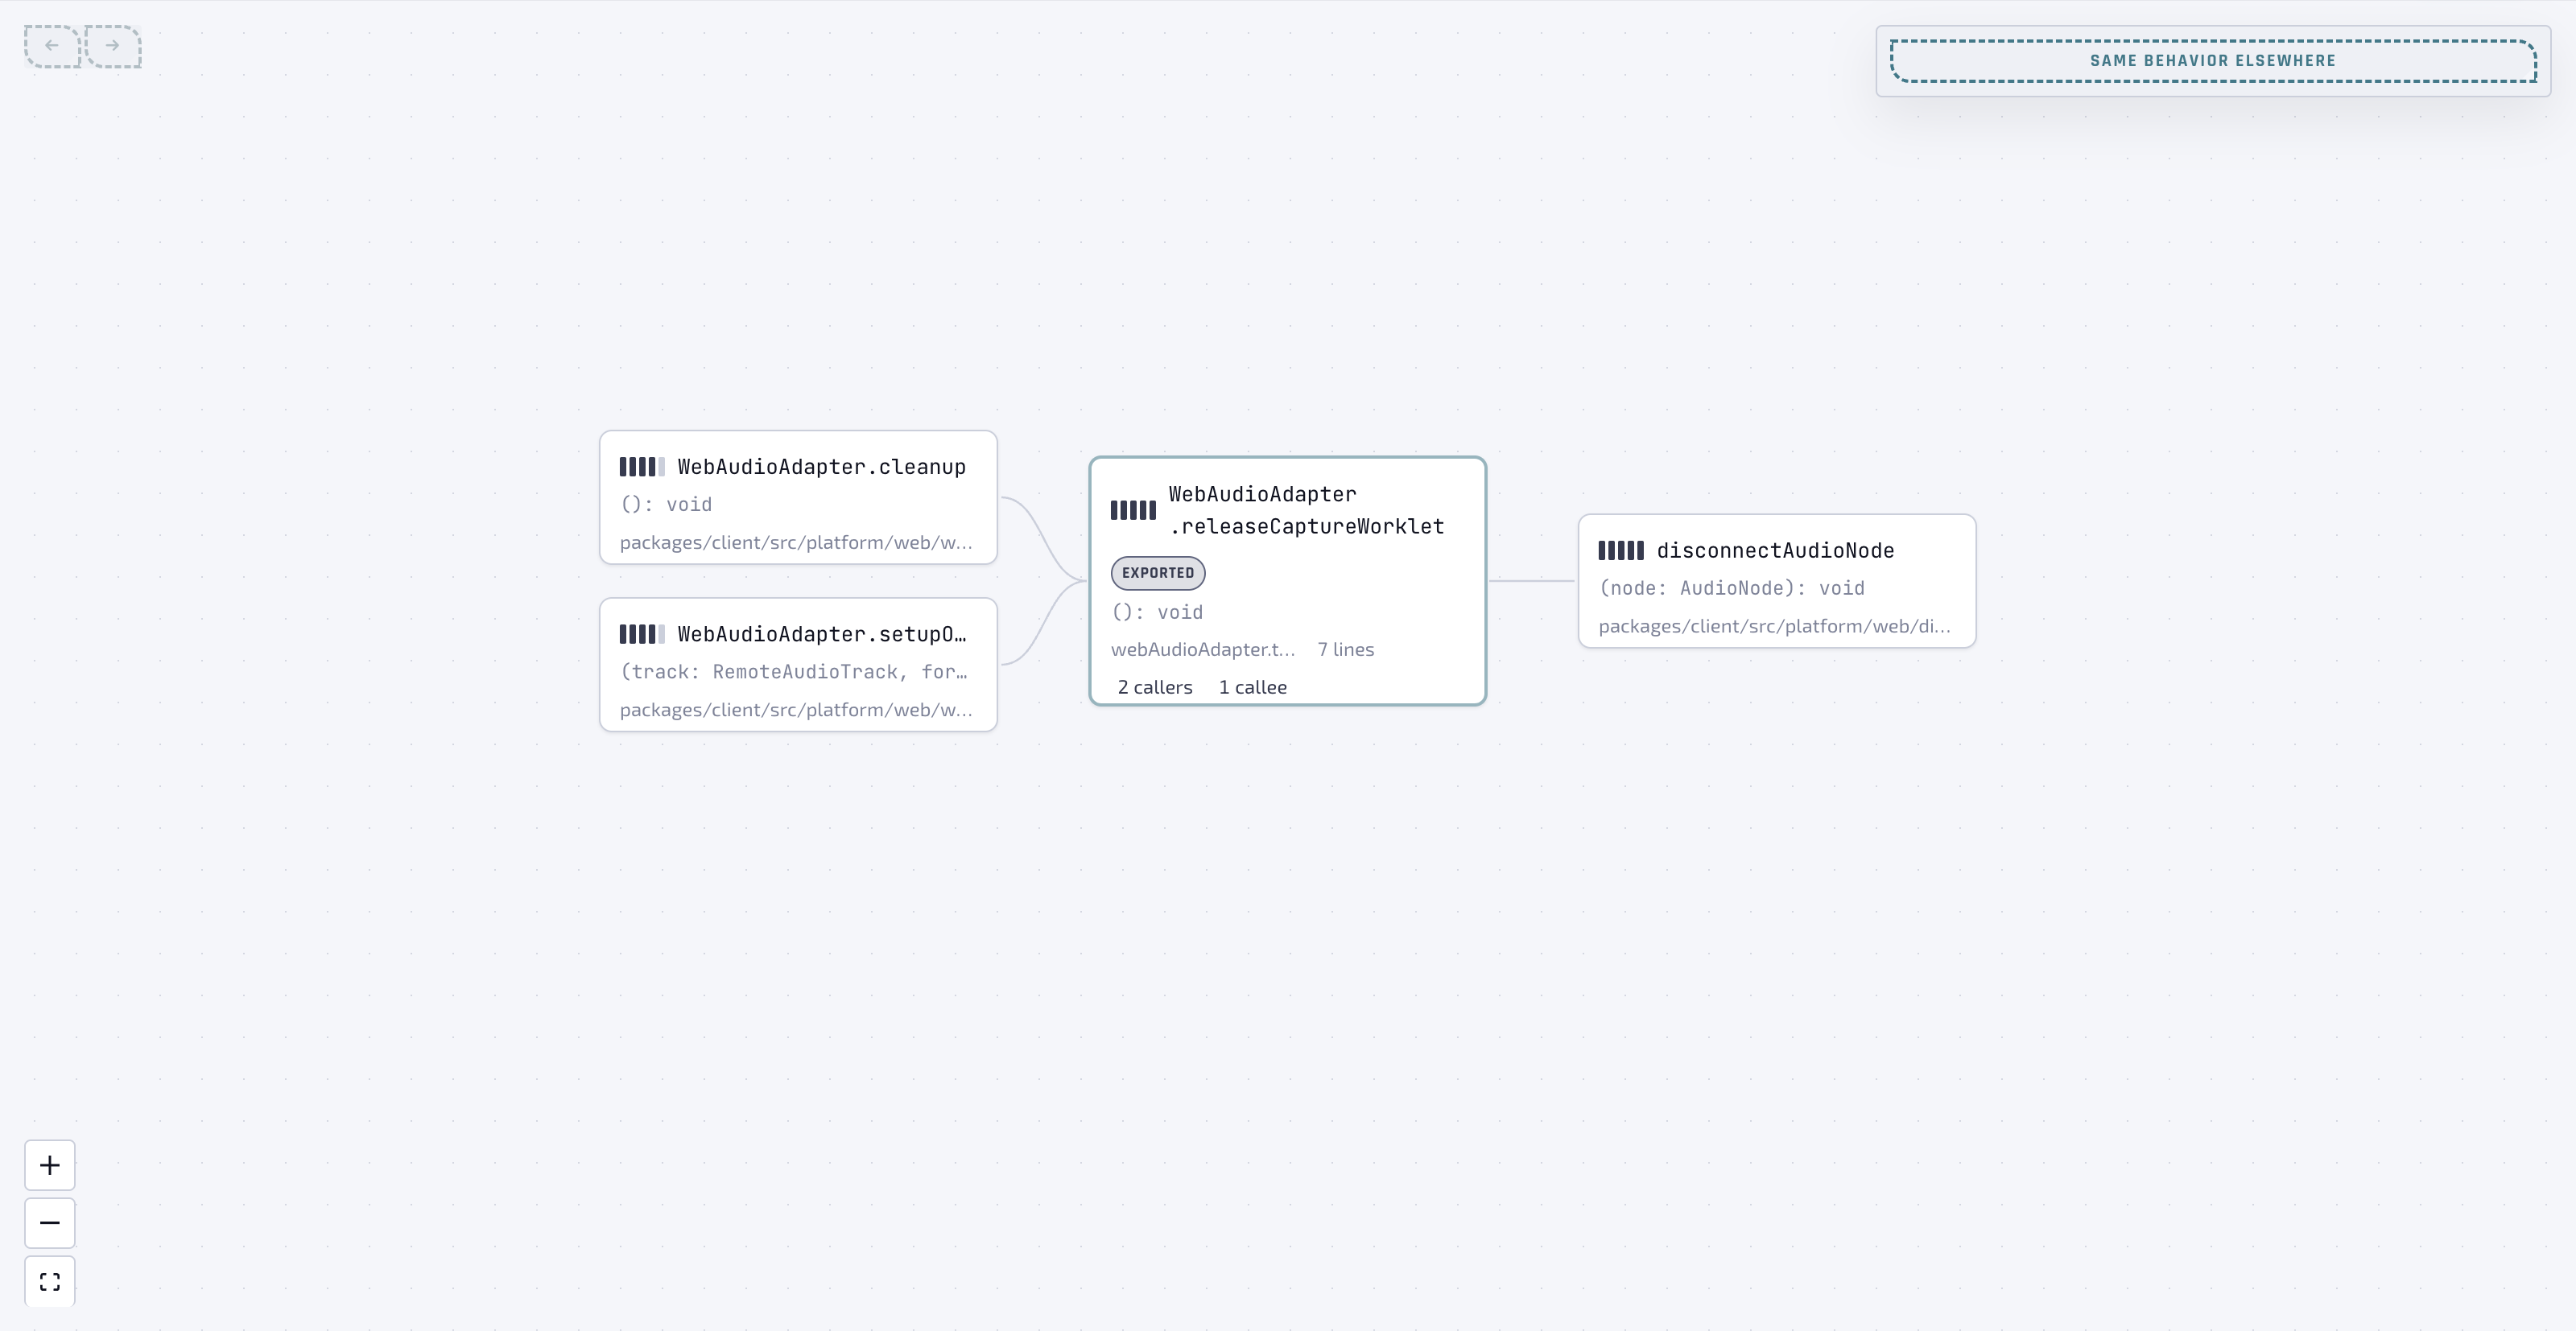 SAME BEHAVIOR ELSEWHERE
WebAudioAdapter.cleanup
(): void
packages/client/src/platform/web/w…
WebAudioAdapter.setupO…
(track: RemoteAudioTrack, for…
packages/client/src/platform/web/w…
WebAudioAdapter
.releaseCaptureWorklet
EXPORTED
(): void
webAudioAdapter.t… 7 lines
2 callers 1 callee
disconnectAudioNode
(node: AudioNode): void
packages/client/src/platform/web/di…